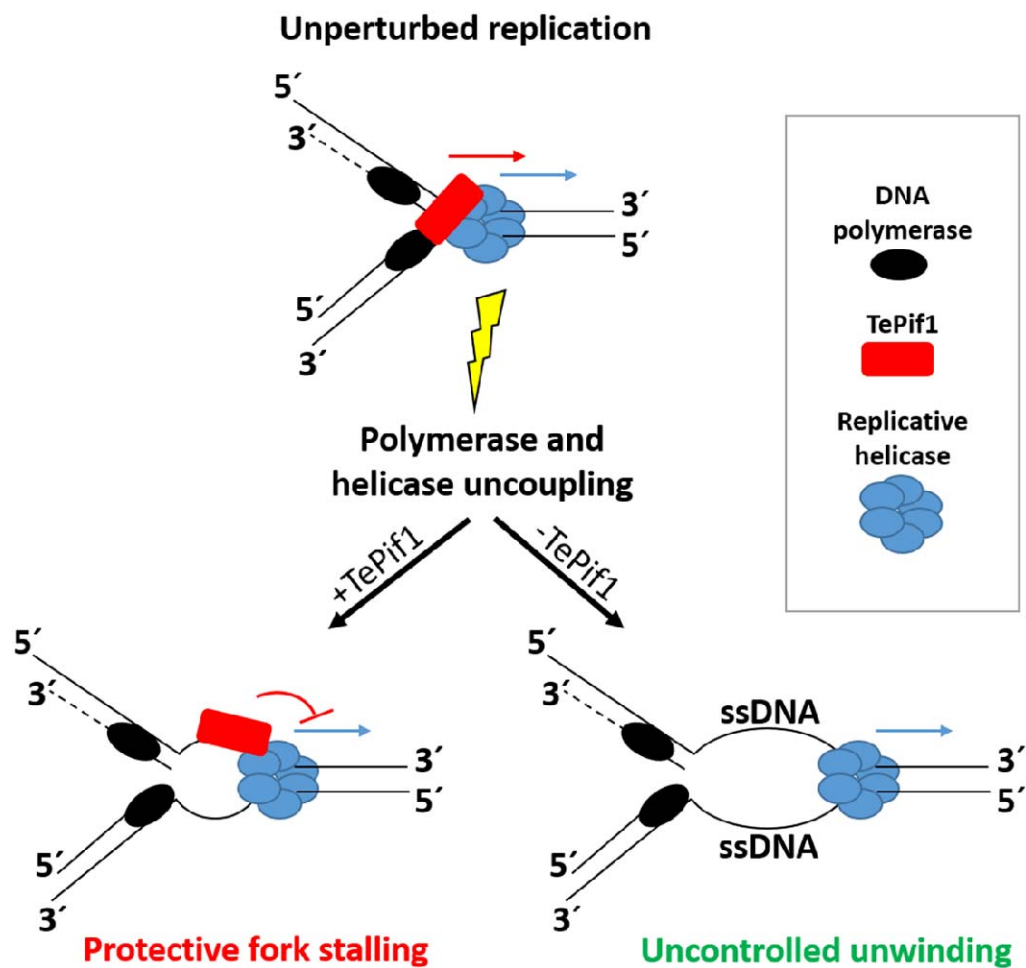 Unperturbed replication
5´
3´
3´
5´
5´
3´
DNA
polymerase
TePif1
Replicative
helicase
Polymerase and
helicase uncoupling
+TePif1
-TePif1
5´
3´
3´
5´
5´
3´
Protective fork stalling
5´
3´
ssDNA
3´
5´
ssDNA
5´
3´
Uncontrolled unwinding